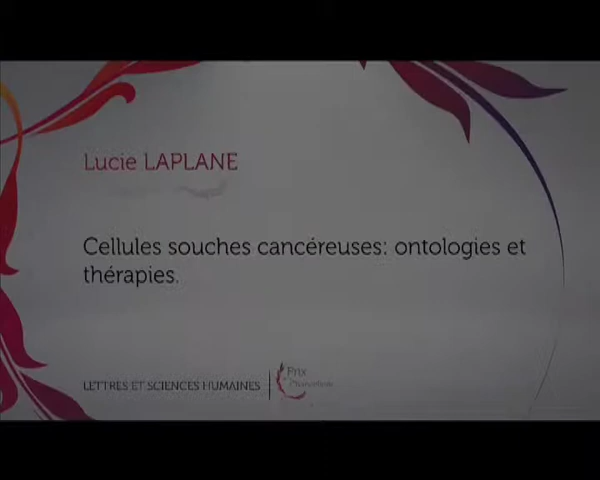 Lucie LAPLANE
Cellules souches cancéreuses: ontologies et
thérapies.
LETTRES ET SCIENCES HUMAINES
Prix